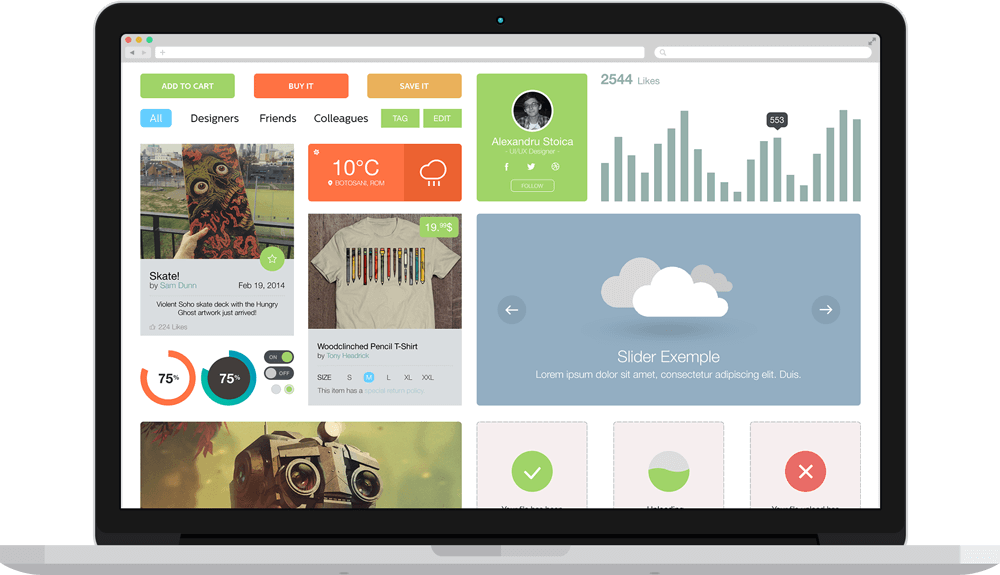 ADD TO CART
BUY IT
SAVE IT
All
Designers
Friends
Colleagues
TAG
EDIT
Skate!
by Sam Dunn
Feb 19, 2014
Violent Soho skate deck with the Hungry
Ghost artwork just arrived!
224 Likes
75%
75%
ON
OFF
10°C
BOTOSANI, ROM
19.99$
Woodclinched Pencil T-Shirt
by Tony Headrick
SIZE S M L XL XXL
This item has a special return policy
Alexandru Stoica
- UI/UX Designer -
FOLLOW
2544 Likes
553
Slider Exemple
Lorem ipsum dolor sit amet, consectetur adipiscing elit. Duis.